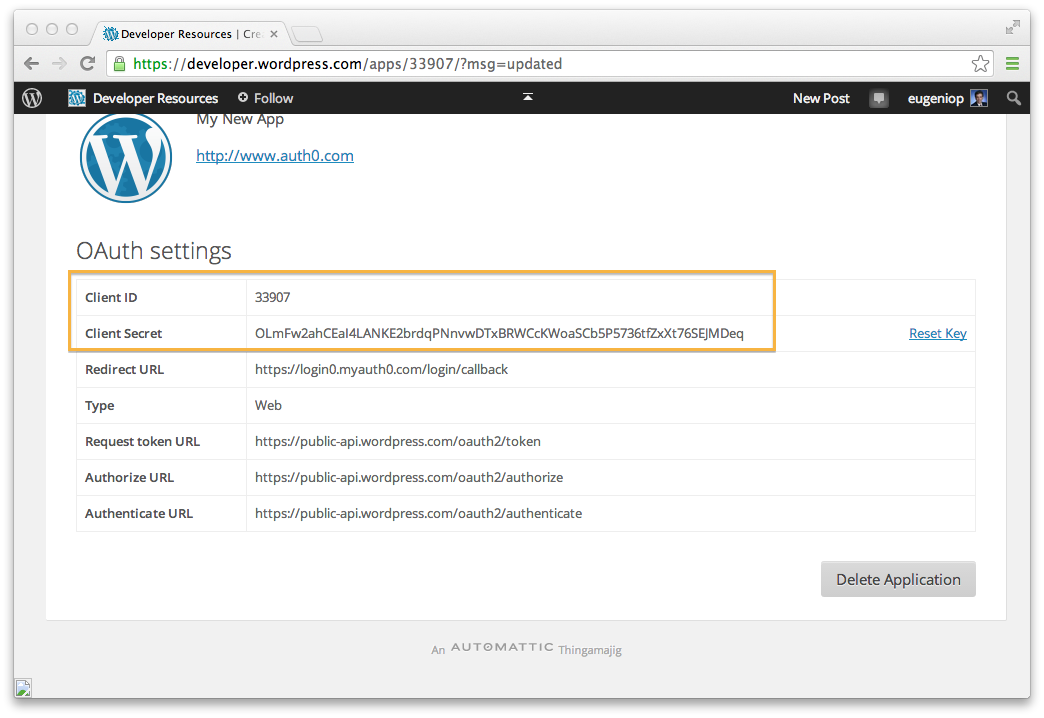 Developer Resources | Cre
https://developer.wordpress.com/apps/33907/?msg=updated
Developer Resources Follow New Post eugeniop
My New App
http://www.auth0.com
OAuth settings
Client ID 33907
Client Secret OLmFw2ahCEaI4LANKE2brdqPNnvwDTxBRWCcKWoaSCb5P5736tfZxXt76SEJMDeq Reset Key
Redirect URL https://login0.myauth0.com/login/callback
Type Web
Request token URL https://public-api.wordpress.com/oauth2/token
Authorize URL https://public-api.wordpress.com/oauth2/authorize
Authenticate URL https://public-api.wordpress.com/oauth2/authenticate
Delete Application
An AUTOMATTIC Thingamajig